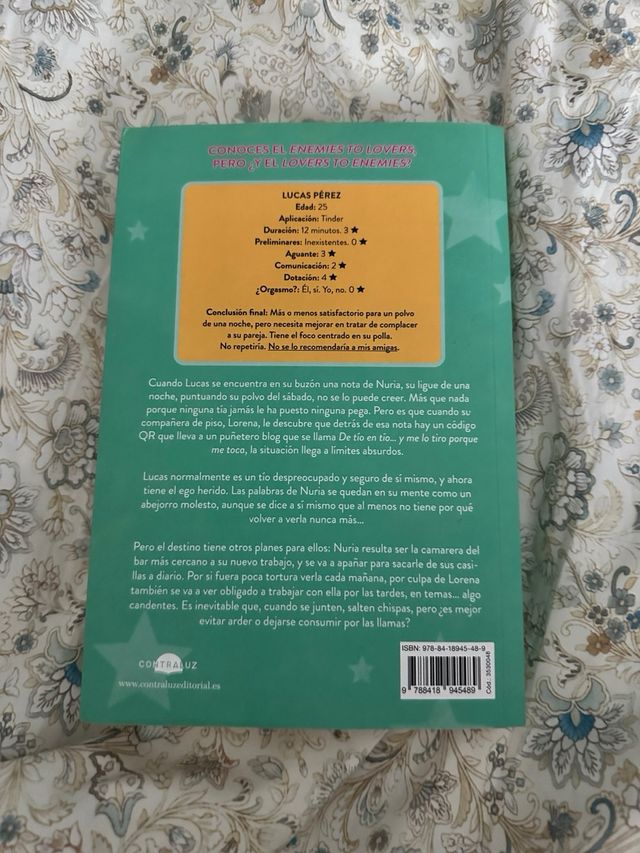 CONOCES EL ENEMIES TO LOVERS,
PERO ¿Y EL LOVERS TO ENEMIES?
LUCAS PÉREZ
Edad: 25
Aplicación: Tinder
Duración: 12 minutos. 3 ★
Preliminares: Inexistentes. 0 ★
Aguante: 3 ★
Comunicación: 2 ★
Dotación: 4 ★
¿Orgasmo?: Él, sí. Yo, no. 0 ★
Conclusión final: Más o menos satisfactorio para un polvo
de una noche, pero necesita mejorar en tratar de complacer
a su pareja. Tiene el foco centrado en su polla.
No repetiría. No se lo recomendaría a mis amigas.
Cuando Lucas se encuentra en su buzón una nota de Nuria, su ligue de una
noche, puntuando su polvo del sábado, no se lo puede creer. Más que nada
porque ninguna tía jamás le ha puesto ninguna pega. Pero es que cuando su
compañera de piso, Lorena, le descubre que detrás de esa nota hay un código
QR que lleva a un puñetero blog que se llama De tío en tío... y me lo tiro porque
me toca, la situación llega a límites absurdos.
Lucas normalmente es un tío despreocupado y seguro de sí mismo, y ahora
tiene el ego herido. Las palabras de Nuria se quedan en su mente como un
abejorro molesto, aunque se dice a sí mismo que al menos no tiene por qué
volver a verla nunca más...
Pero el destino tiene otros planes para ellos: Nuria resulta ser la camarera del
bar más cercano a su nuevo trabajo, y se va a apañar para sacarle de sus casi-
llas a diario. Por si fuera poca tortura verla cada mañana, por culpa de Lorena
también se va a ver obligado a trabajar con ella por las tardes, en temas... algo
candentes. Es inevitable que, cuando se junten, salten chispas, pero ¿es mejor
evitar arder o dejarse consumir por las llamas?
CONTRALUZ
www.contraluzeditorial.es
ISBN: 978-84-18945-48-9
9 788418 945489
Cód.: 3530048